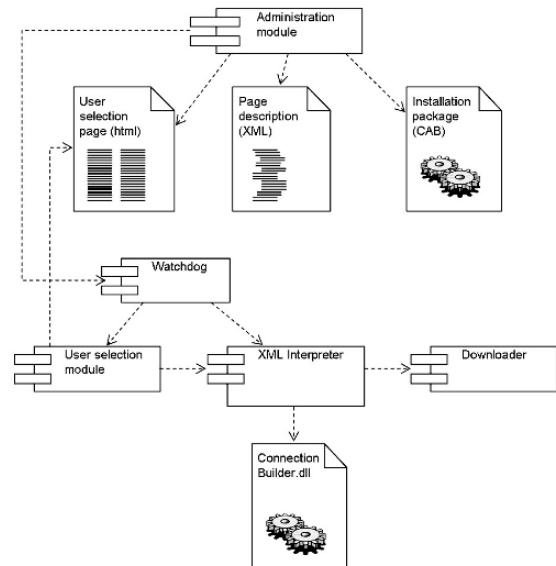 Administration
module
User
selection
page (html)
Page
description
(XML)
Installation
package
(CAB)
Watchdog
User selection
module
XML Interpreter
Downloader
Connection
Builder.dll